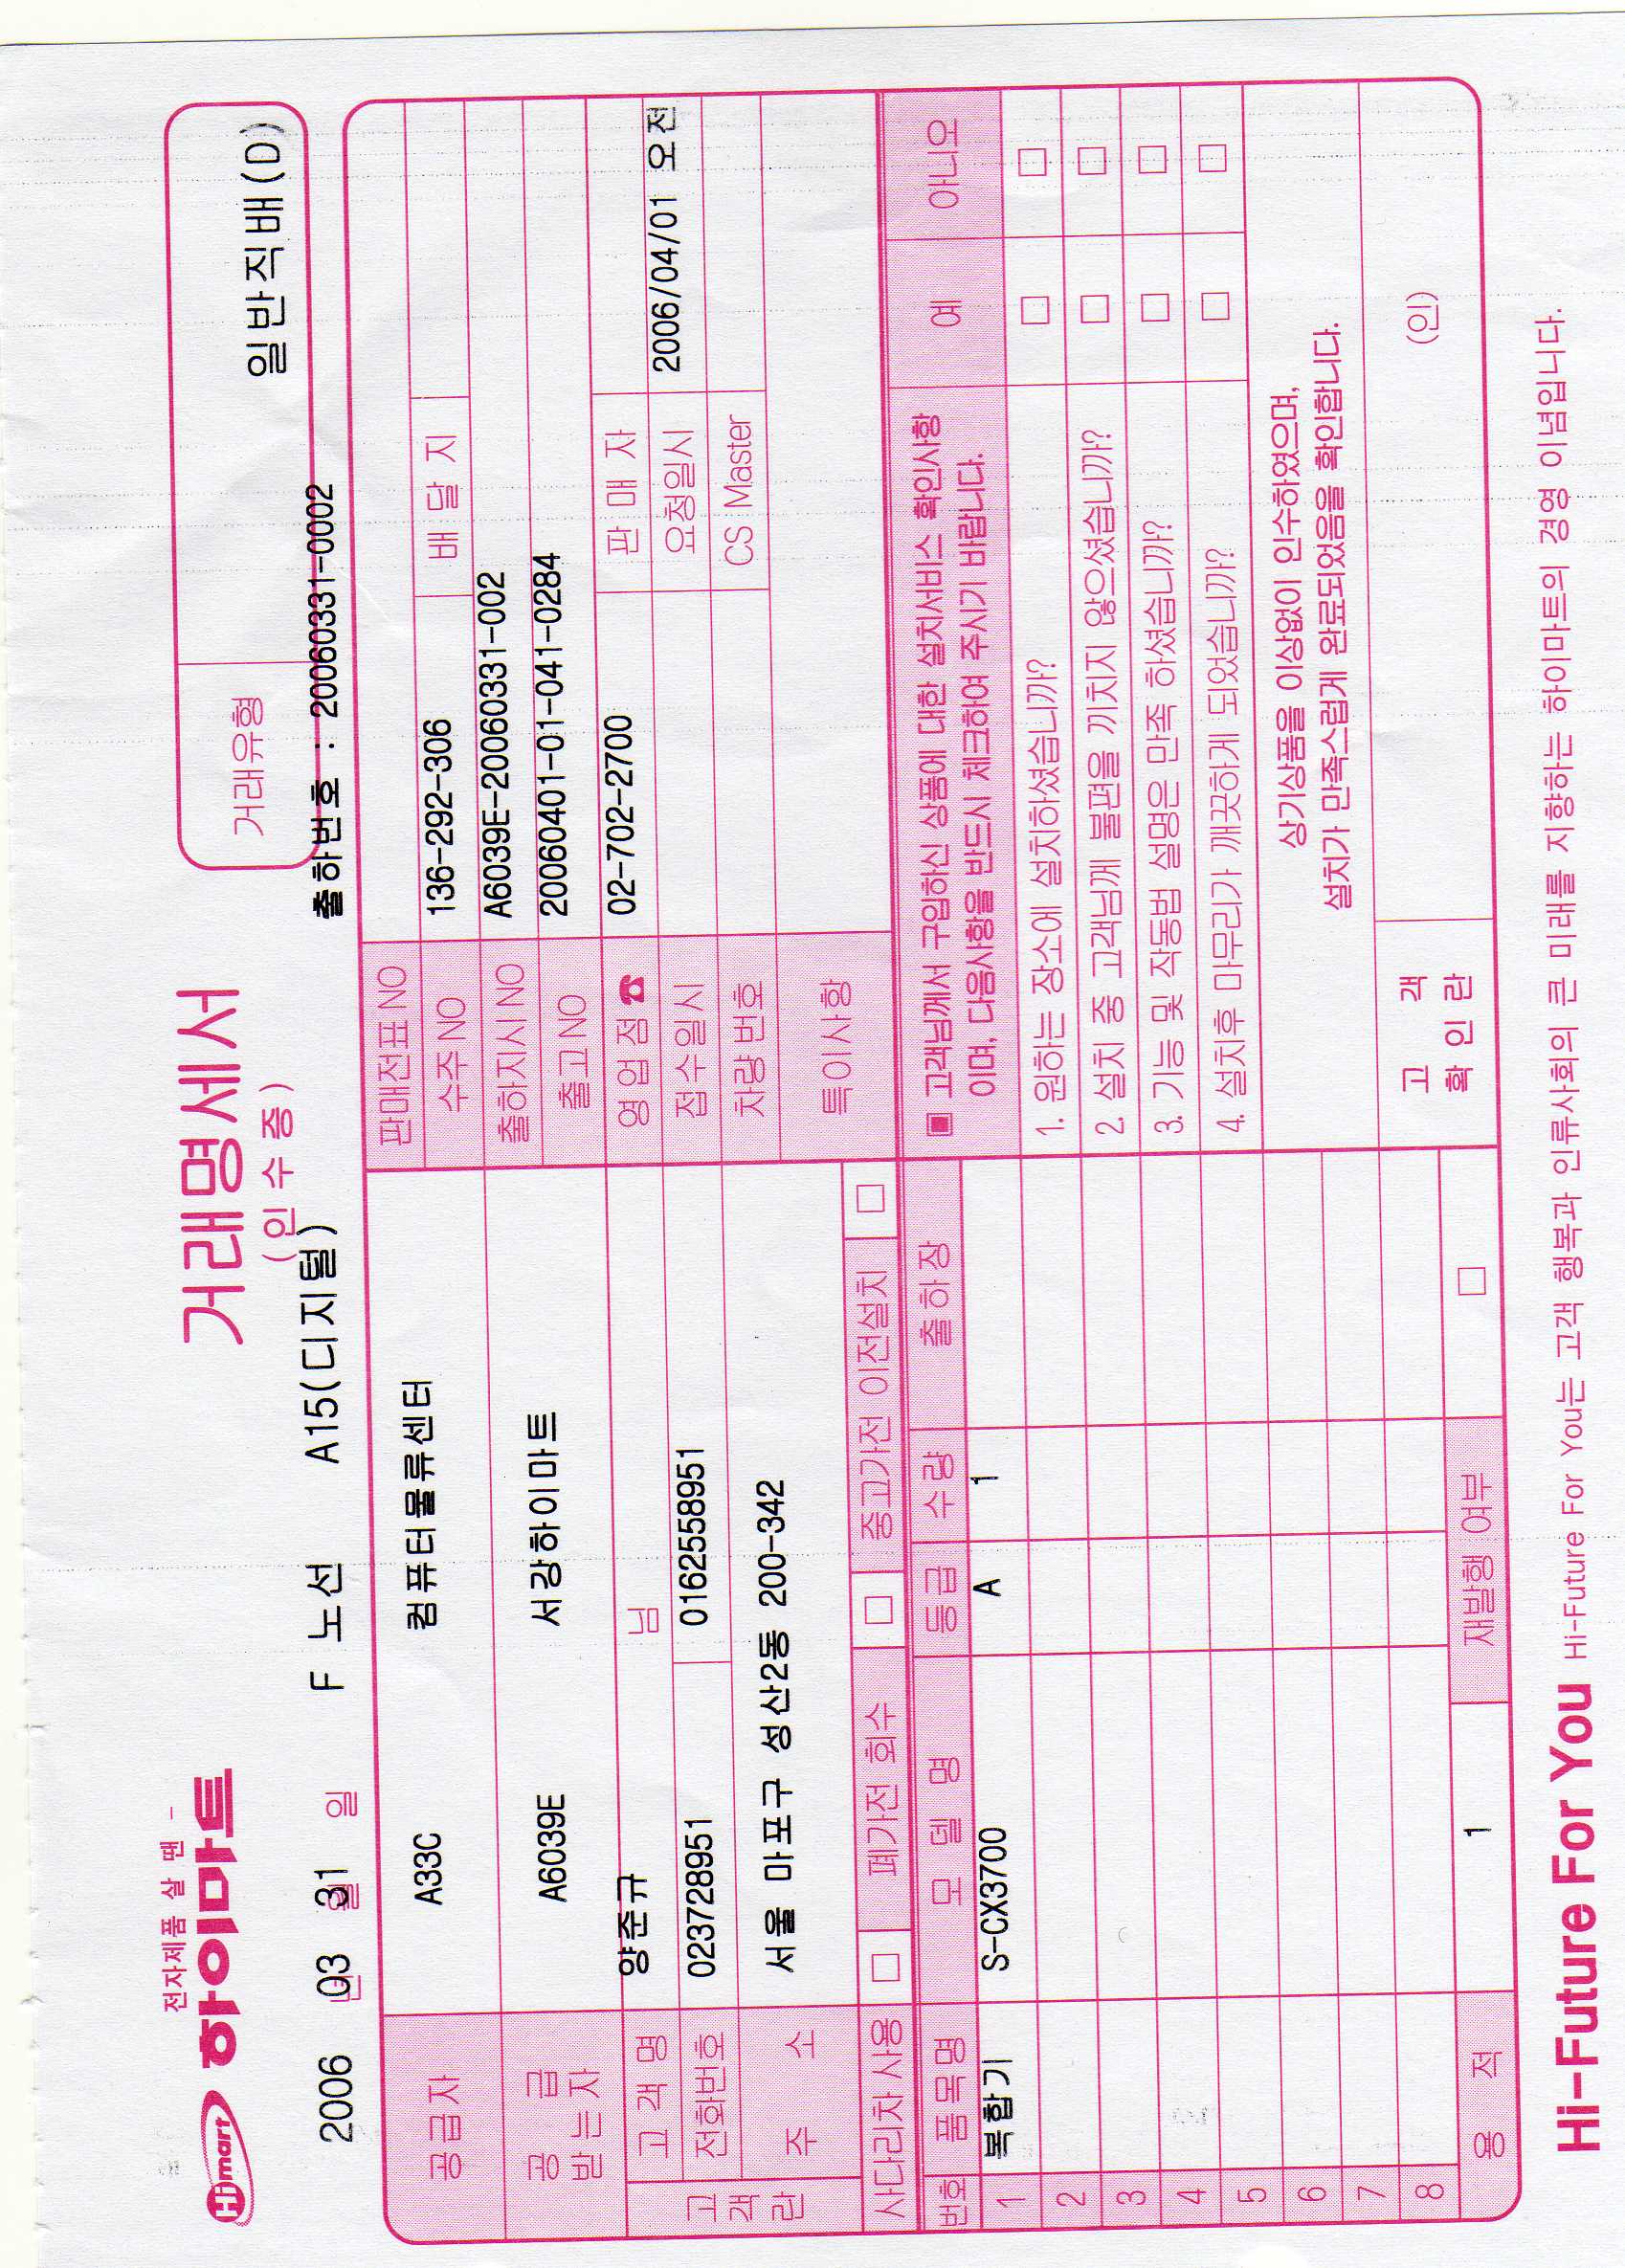 전자제품 살 땐 -
Himart 하이마트
거래명세서
(인수증)
거래유형 일반직배(D)
2006 년 03 월 31 일 F 노선 A15(디지털)
출하번호 : 20060331-0002
공급자 A33C 컴퓨터물류센터
공급받는자 A6039E 서강하이마트
고객란
고객명 양준규 님
전화번호 023728951 01625558951
주소 서울 마포구 성산2동 200-342
사다리차 사용 □ 폐가전 회수 □ 중고가전 이전설치 □
판매전표 NO
수주 NO 136-292-306 배달지
출하지시 NO A6039E-20060331-002
출고 NO 20060401-01-041-0284
영업점 ☎ 02-702-2700 판매자
접수일시 요청일시 2006/04/01 오전
차량번호 CS Master
특이사항
번호 품목명 모델명 등급 수량 출하장
1 복합기 S-CX3700 A 1
2
3
4
5
6
7
8
용적 1 재발행 여부 □
▣ 고객님께서 구입하신 상품에 대한 설치서비스 확인사항
이며, 다음사항을 반드시 체크하여 주시기 바랍니다.
예 아니오
1. 원하는 장소에 설치하셨습니까? □ □
2. 설치 중 고객님께 불편을 끼치지 않으셨습니까? □ □
3. 기능 및 작동법 설명은 만족 하셨습니까? □ □
4. 설치후 마무리가 깨끗하게 되었습니까? □ □
상기상품을 이상없이 인수하였으며,
설치가 만족스럽게 완료되었음을 확인합니다.
고객확인란 (인)
Hi-Future For You Hi-Future For You는 고객 행복과 인류사회의 큰 미래를 지향하는 하이마트의 경영 이념입니다.